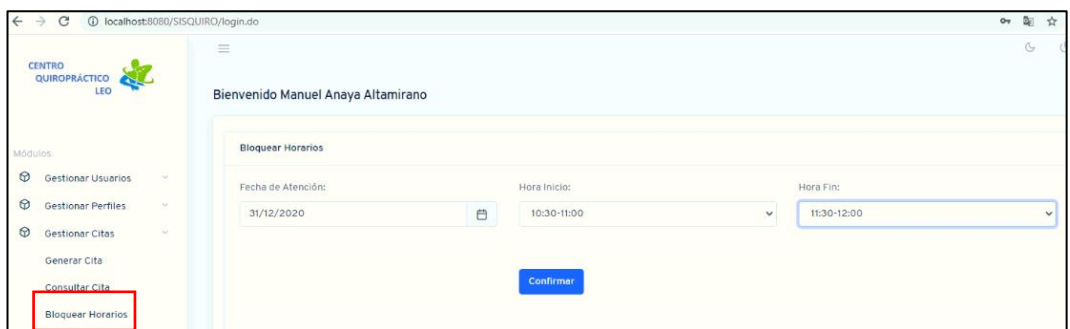 localhost:8080/SISQUIRO/login.do
CENTRO
QUIROPRÁCTICO
LEO
Bienvenido Manuel Anaya Altamirano
Módulos
Gestionar Usuarios
Gestionar Perfiles
Gestionar Citas
Generar Cita
Consultar Cita
Bloquear Horarios
Bloquear Horarios
Fecha de Atención:
31/12/2020
Hora Inicio:
10:30-11:00
Hora Fin:
11:30-12:00
Confirmar